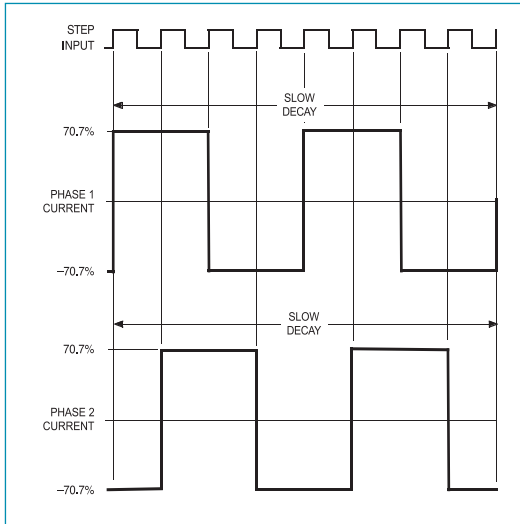 STEP
INPUT
SLOW
DECAY
70.7%
PHASE 1
CURRENT
–70.7%
SLOW
DECAY
70.7%
PHASE 2
CURRENT
–70.7%